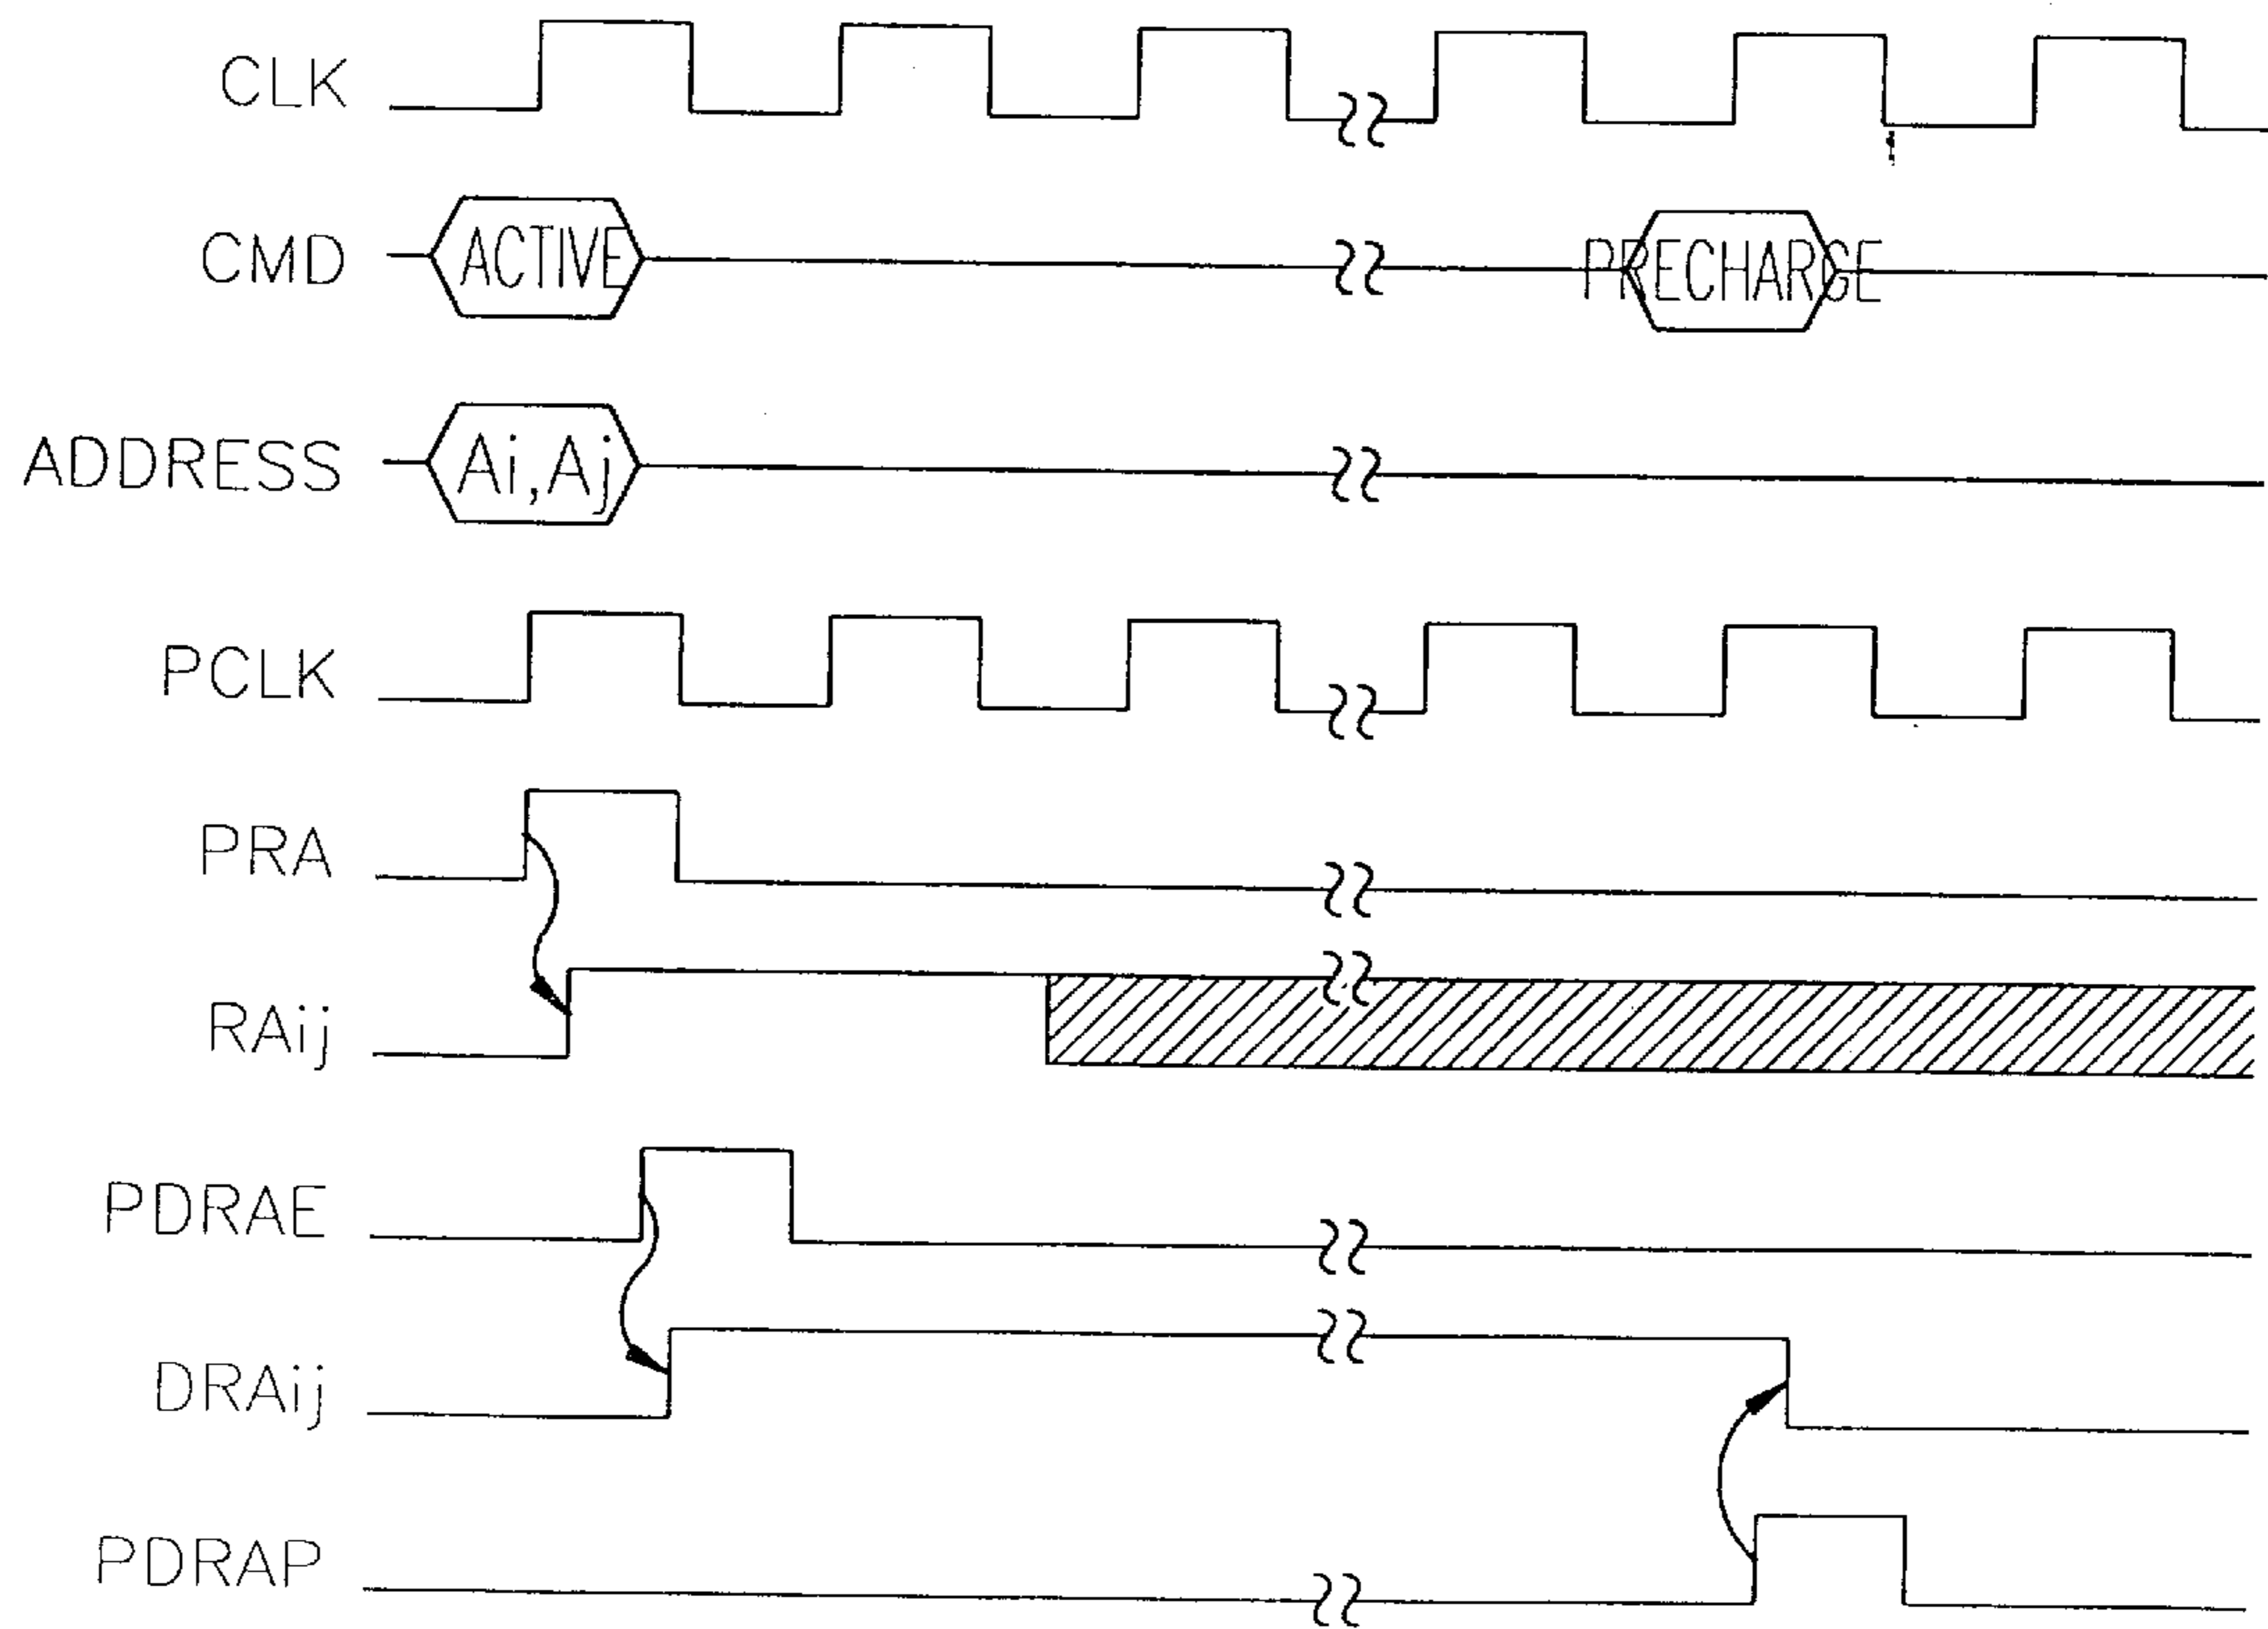 CLK
CMD ACTIVE PRECHARGE
ADDRESS Ai,Aj
PCLK
PRA
RAij
PDRAE
DRAij
PDRAP